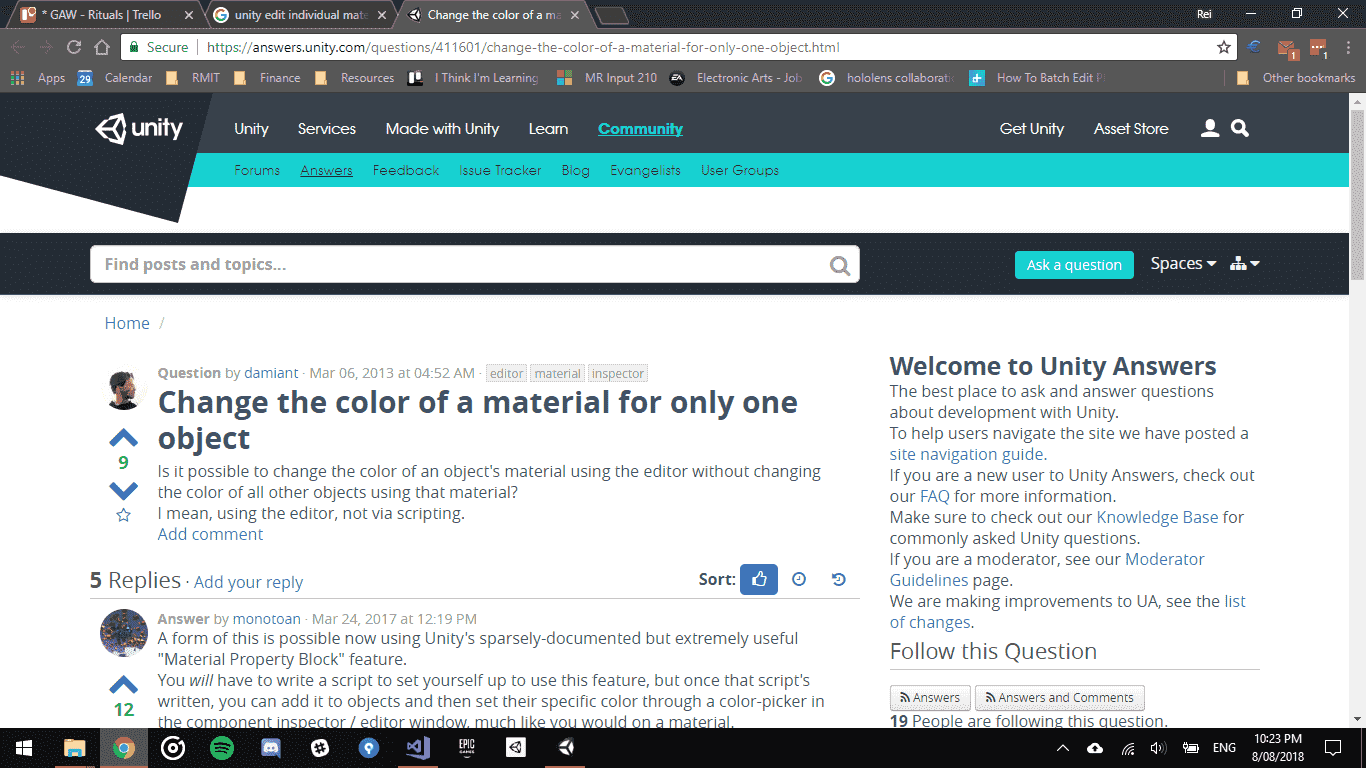 * GAW - Rituals | Trello
unity edit individual mate
Change the color of a ma
Rei
Secure
https://answers.unity.com/questions/411601/change-the-color-of-a-material-for-only-one-object.html
Apps
29 Calendar
RMIT
Finance
Resources
I Think I'm Learning
MR Input 210
Electronic Arts - Job
hololens collaborati
How To Batch Edit P
Other bookmarks
unity
Unity
Services
Made with Unity
Learn
Community
Get Unity
Asset Store
Forums
Answers
Feedback
Issue Tracker
Blog
Evangelists
User Groups
Find posts and topics...
Ask a question
Spaces
Home /
Question by damiant · Mar 06, 2013 at 04:52 AM · editor material inspector
Change the color of a material for only one
object
9
Is it possible to change the color of an object's material using the editor without changing
the color of all other objects using that material?
I mean, using the editor, not via scripting.
Add comment
5 Replies · Add your reply
Sort:
Answer by monotoan · Mar 24, 2017 at 12:19 PM
A form of this is possible now using Unity's sparsely-documented but extremely useful
"Material Property Block" feature.
You will have to write a script to set yourself up to use this feature, but once that script's
written, you can add it to objects and then set their specific color through a color-picker in
the component inspector / editor window, much like you would on a material.
12
Welcome to Unity Answers
The best place to ask and answer questions
about development with Unity.
To help users navigate the site we have posted a
site navigation guide.
If you are a new user to Unity Answers, check out
our FAQ for more information.
Make sure to check out our Knowledge Base for
commonly asked Unity questions.
If you are a moderator, see our Moderator
Guidelines page.
We are making improvements to UA, see the list
of changes.
Follow this Question
Answers
Answers and Comments
19 People are following this question.
EPIC
GAMES
ENG
10:23 PM
8/08/2018